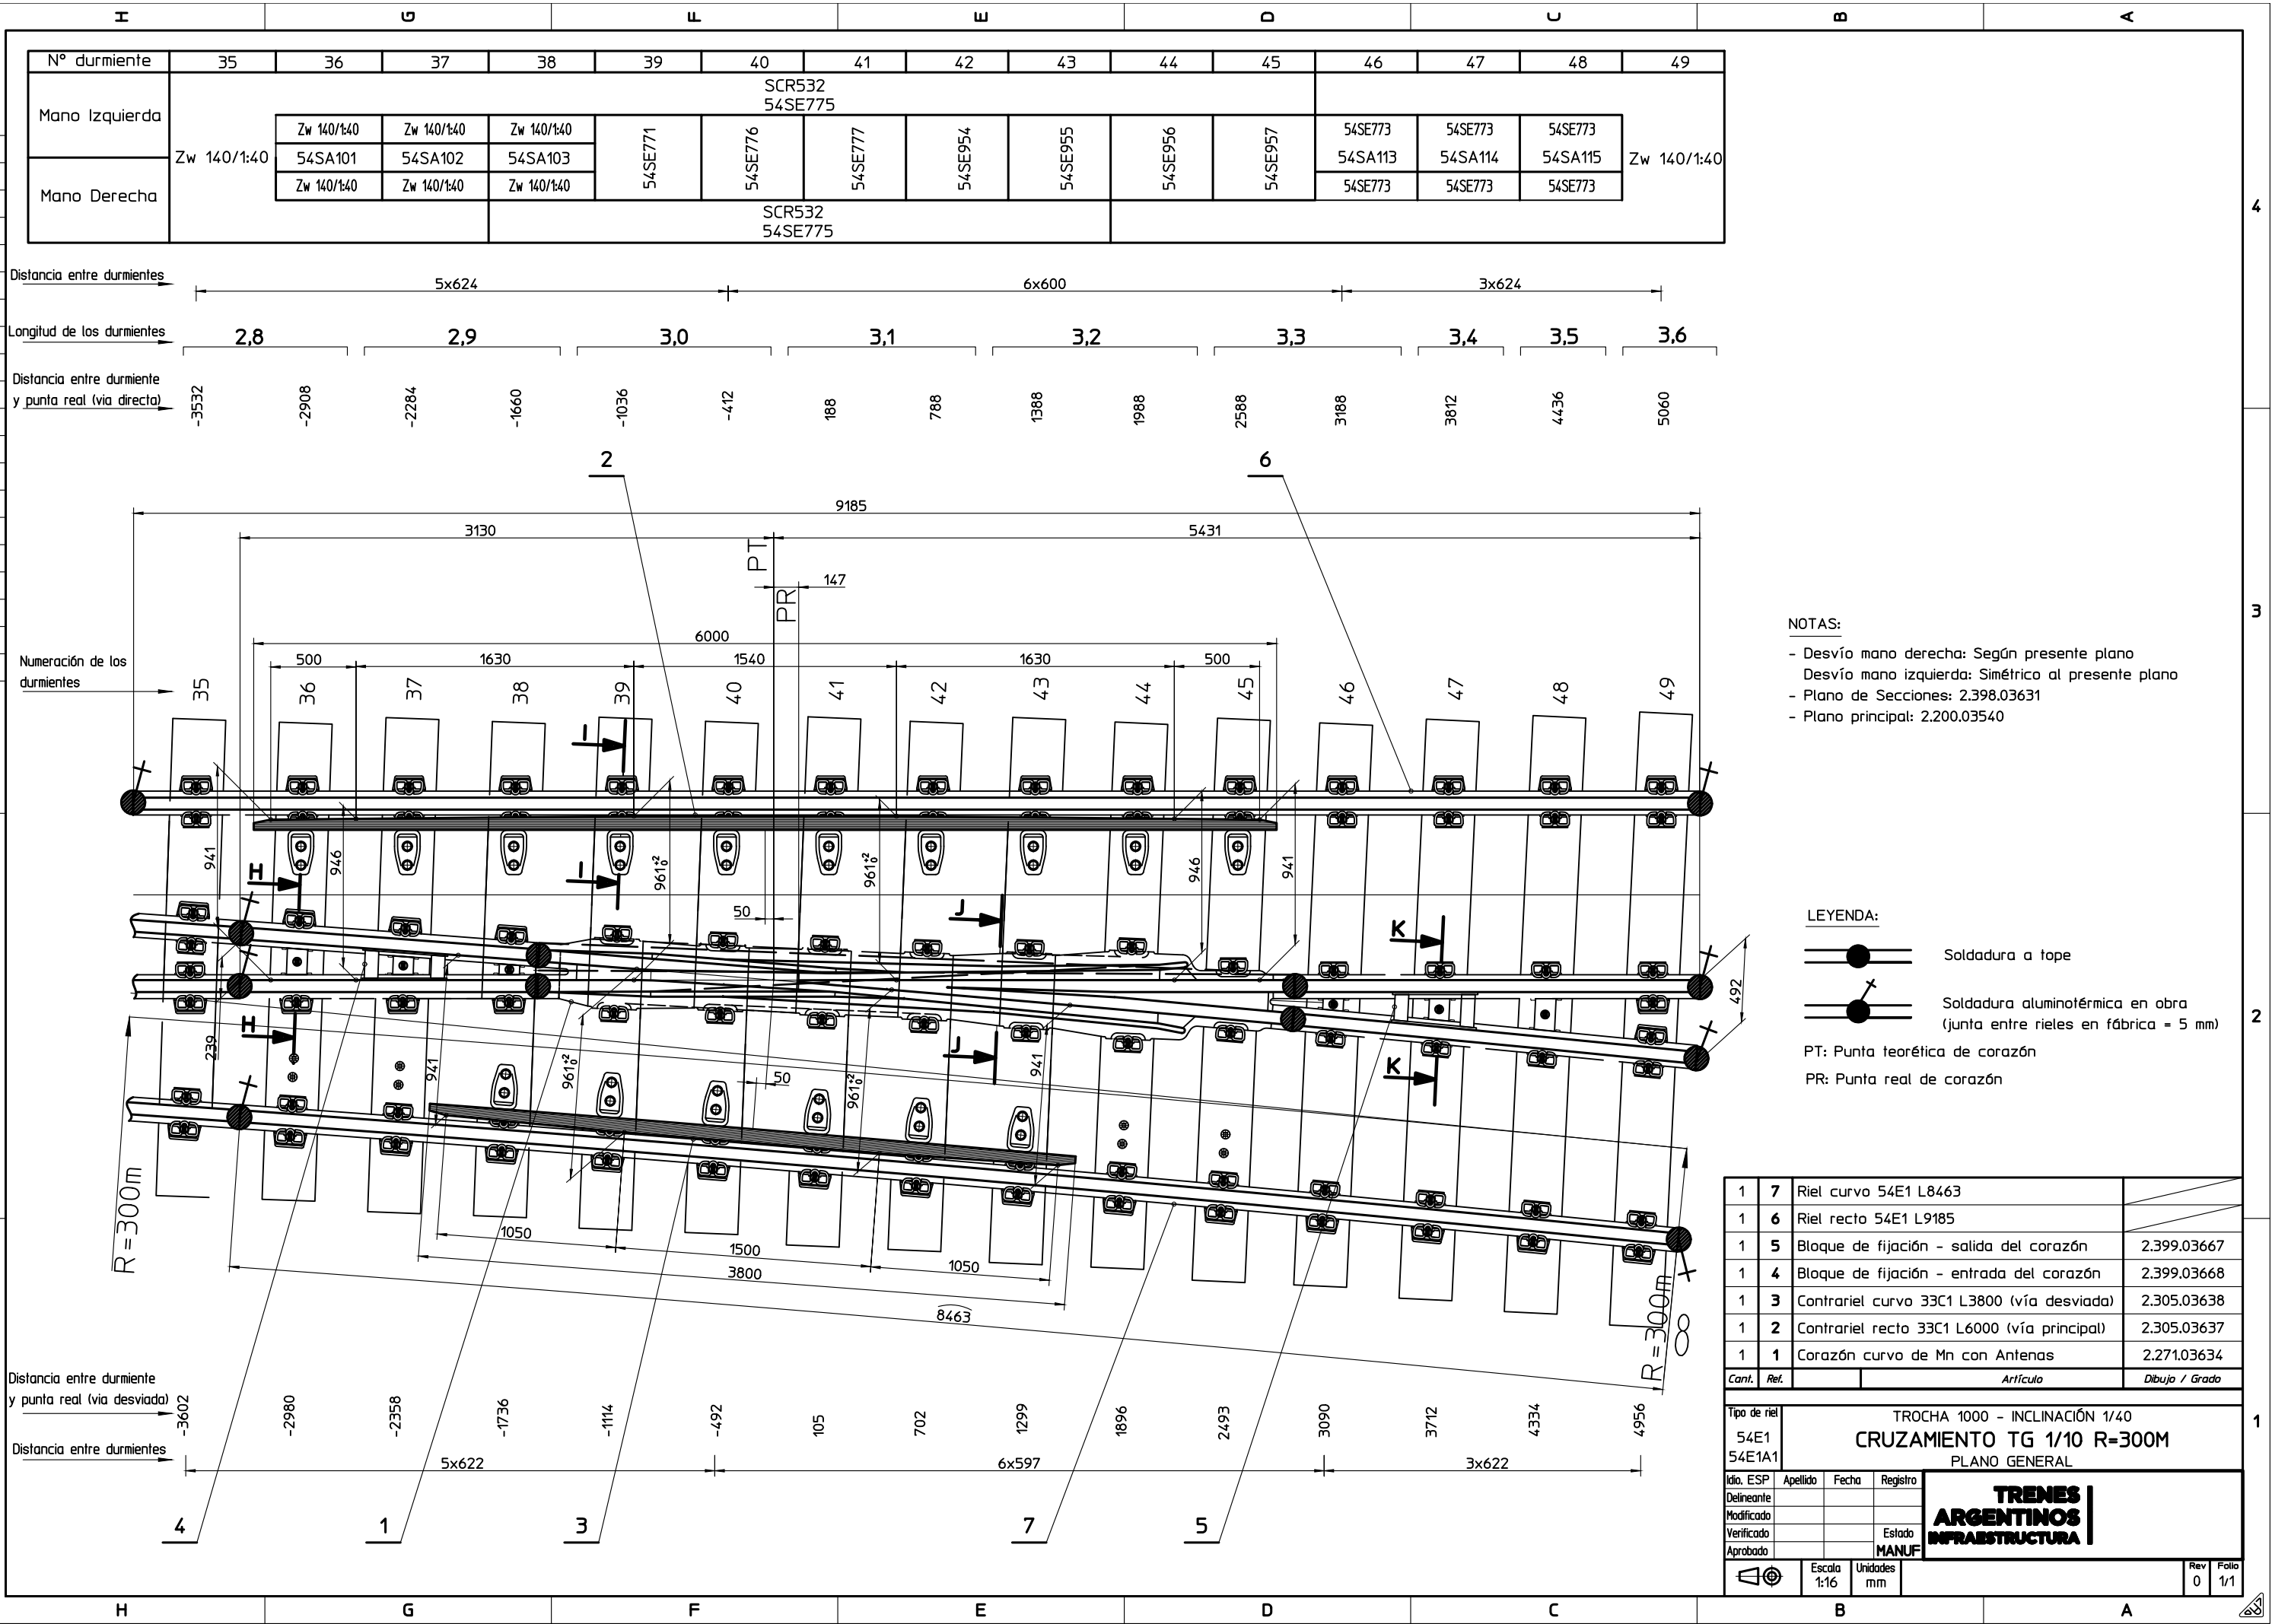 H G F E D C B A
N° durmiente 35 36 37 38 39 40 41 42 43 44 45 46 47 48 49
Mano Izquierda
SCR532
54SE775
Zw 140/1:40
Zw 140/1:40 Zw 140/1:40 Zw 140/1:40
54SA101 54SA102 54SA103
Zw 140/1:40 Zw 140/1:40 Zw 140/1:40
54SE771 54SE776 54SE777 54SE954 54SE955 54SE956 54SE957
54SE773 54SE773 54SE773
54SA113 54SA114 54SA115
54SE773 54SE773 54SE773
Zw 140/1:40
Mano Derecha
SCR532
54SE775
4
Distancia entre durmientes
5x624 6x600 3x624
Longitud de los durmientes
2,8 2,9 3,0 3,1 3,2 3,3 3,4 3,5 3,6
Distancia entre durmiente
y punta real (via directa)
-3532 -2908 -2284 -1660 -1036 -412 188 788 1388 1988 2588 3188 3812 4436 5060
2 6
9185
3130 5431
PT
147
PR
6000
500 1630 1540 1630 500
Numeración de los
durmientes
35 36 37 38 39 40 41 42 43 44 45 46 47 48 49
3
NOTAS:
- Desvío mano derecha: Según presente plano
Desvío mano izquierda: Simétrico al presente plano
- Plano de Secciones: 2.398.03631
- Plano principal: 2.200.03540
I
941 946 961+2 0 961+2 0 946 941
H I
50
J
K
492
H
239
941 961+2 0 50 961+2 0 941
J
K
LEYENDA:
Soldadura a tope
Soldadura aluminotérmica en obra
(junta entre rieles en fábrica = 5 mm)
PT: Punta teorética de corazón
PR: Punta real de corazón
2
R=300m
1050 1500 1050
3800
8463
R=300m
∞
1 7 Riel curvo 54E1 L8463
1 6 Riel recto 54E1 L9185
1 5 Bloque de fijación - salida del corazón 2.399.03667
1 4 Bloque de fijación - entrada del corazón 2.399.03668
1 3 Contrariel curvo 33C1 L3800 (vía desviada) 2.305.03638
1 2 Contrariel recto 33C1 L6000 (vía principal) 2.305.03637
1 1 Corazón curvo de Mn con Antenas 2.271.03634
Cant. Ref. Artículo Dibujo / Grado
Distancia entre durmiente
y punta real (via desviada)
-3602 -2980 -2358 -1736 -1114 -492 105 702 1299 1896 2493 3090 3712 4334 4956
Distancia entre durmientes
5x622 6x597 3x622
4 1 3 7 5
Tipo de riel
54E1
54E1A1
TROCHA 1000 - INCLINACIÓN 1/40
CRUZAMIENTO TG 1/10 R=300M
PLANO GENERAL
1
Idio. ESP Apellido Fecha Registro
Delineante
Modificado
Verificado Estado
Aprobado MANUF
TRENES
ARGENTINOS
INFRAESTRUCTURA
Escala
1:16
Unidades
mm
Rev
0
Folio
1/1
H G F E D C B A